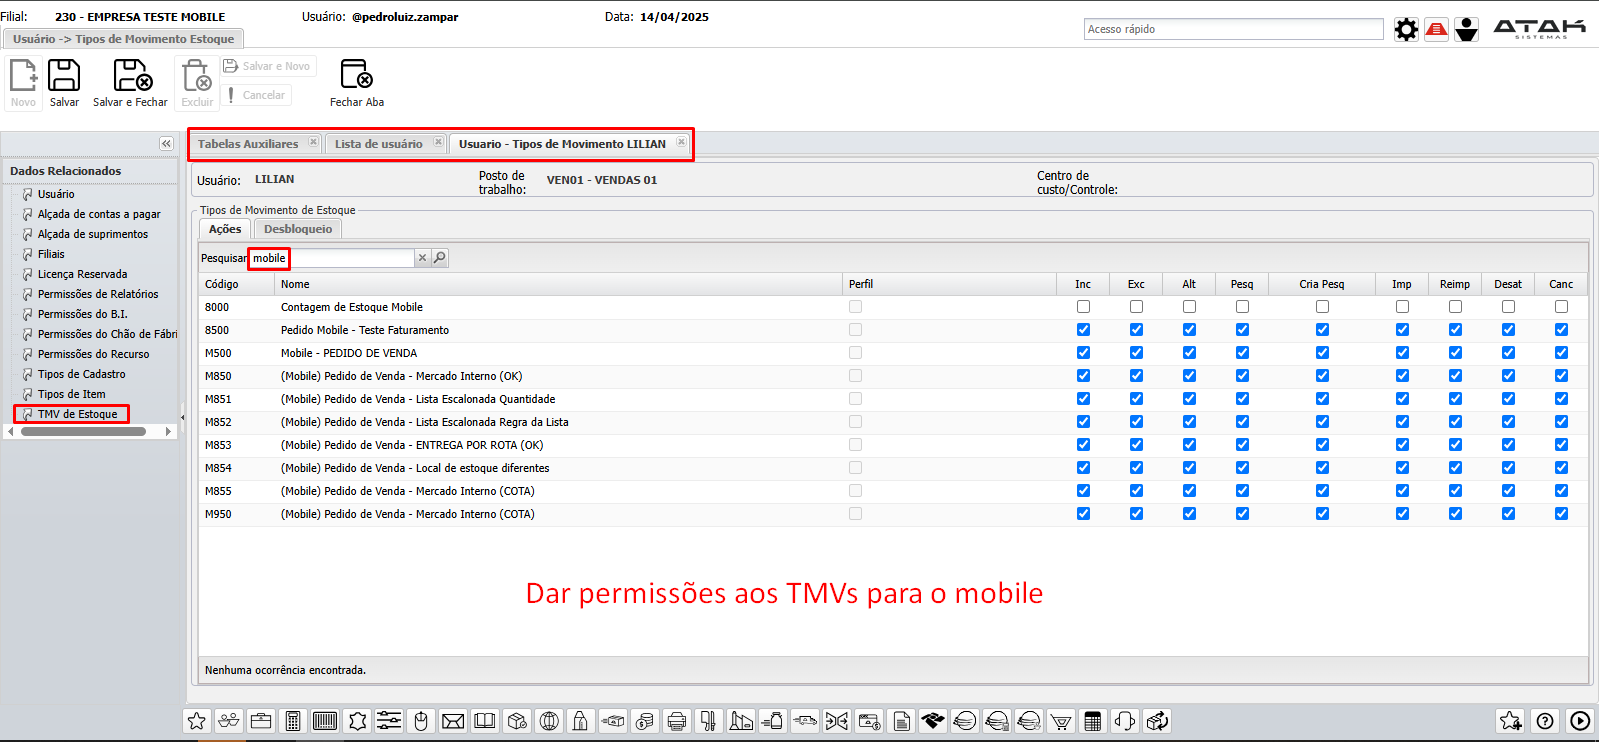 Filial: 230 - EMPRESA TESTE MOBILE Usuário: @pedroluiz.zampar Data: 14/04/2025
Usuário -> Tipos de Movimento Estoque
Acesso rápido
ATAK
SISTEMAS
Novo Salvar Salvar e Fechar Excluir Salvar e Novo
Cancelar
Fechar Aba
Tabelas Auxiliares Lista de usuário Usuario - Tipos de Movimento LILIAN
Dados Relacionados
Usuário
Alçada de contas a pagar
Alçada de suprimentos
Filiais
Licença Reservada
Permissões de Relatórios
Permissões do B.I.
Permissões do Chão de Fábri
Permissões do Recurso
Tipos de Cadastro
Tipos de Item
TMV de Estoque
Usuário: LILIAN
Posto de
trabalho: VEN01 - VENDAS 01
Centro de
custo/Controle:
Tipos de Movimento de Estoque
Ações Desbloqueio
Pesquisar mobile
Código Nome Perfil Inc Exc Alt Pesq Cria Pesq Imp Reimp Desat Canc
8000 Contagem de Estoque Mobile
8500 Pedido Mobile - Teste Faturamento
M500 Mobile - PEDIDO DE VENDA
M850 (Mobile) Pedido de Venda - Mercado Interno (OK)
M851 (Mobile) Pedido de Venda - Lista Escalonada Quantidade
M852 (Mobile) Pedido de Venda - Lista Escalonada Regra da Lista
M853 (Mobile) Pedido de Venda - ENTREGA POR ROTA (OK)
M854 (Mobile) Pedido de Venda - Local de estoque diferentes
M855 (Mobile) Pedido de Venda - Mercado Interno (COTA)
M950 (Mobile) Pedido de Venda - Mercado Interno (COTA)
Dar permissões aos TMVs para o mobile
Nenhuma ocorrência encontrada.